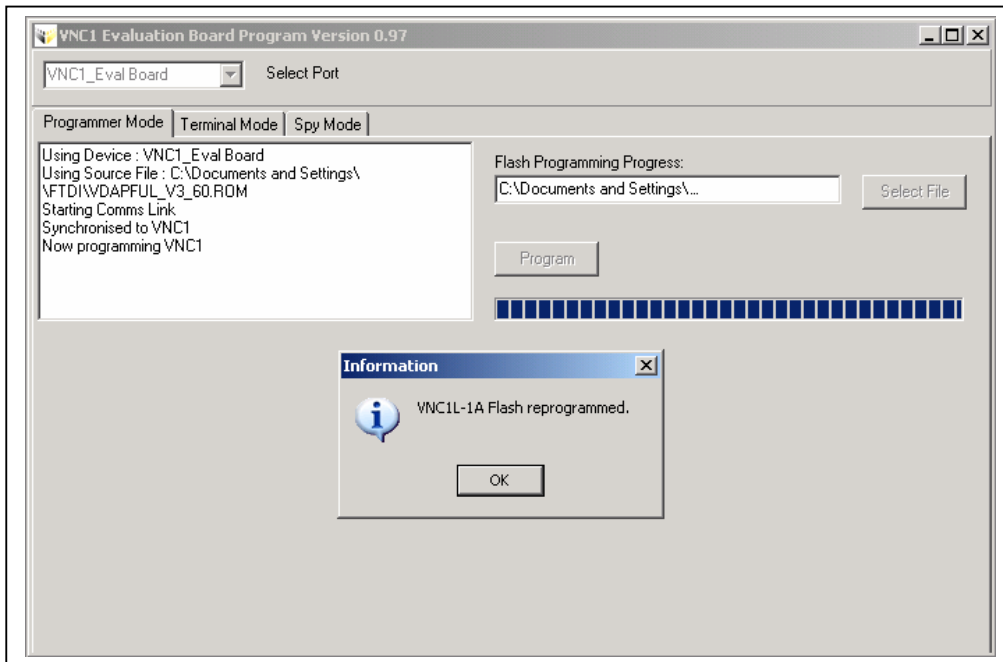 VNC1 Evaluation Board Program Version 0.97
VNC1_Eval Board
Select Port
Programmer Mode
Terminal Mode
Spy Mode
Using Device : VNC1_Eval Board
Using Source File : C:\Documents and Settings\
\FTDI\VDAPFUL_V3_60.ROM
Starting Comms Link
Synchronised to VNC1
Now programming VNC1
Flash Programming Progress:
C:\Documents and Settings\...
Select File
Program
Information
VNC1L-1A Flash reprogrammed.
OK